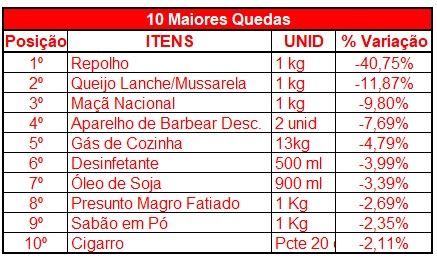 10 Maiores Quedas
Posição ITENS UNID % Variação
1º Repolho 1 kg -40,75%
2º Queijo Lanche/Mussarela 1 kg -11,87%
3º Maçã Nacional 1 kg -9,80%
4º Aparelho de Barbear Desc. 2 unid -7,69%
5º Gás de Cozinha 13kg -4,79%
6º Desinfetante 500 ml -3,99%
7º Óleo de Soja 900 ml -3,39%
8º Presunto Magro Fatiado 1 Kg -2,69%
9º Sabão em Pó 1 Kg -2,35%
10º Cigarro Pcte 20 -2,11%